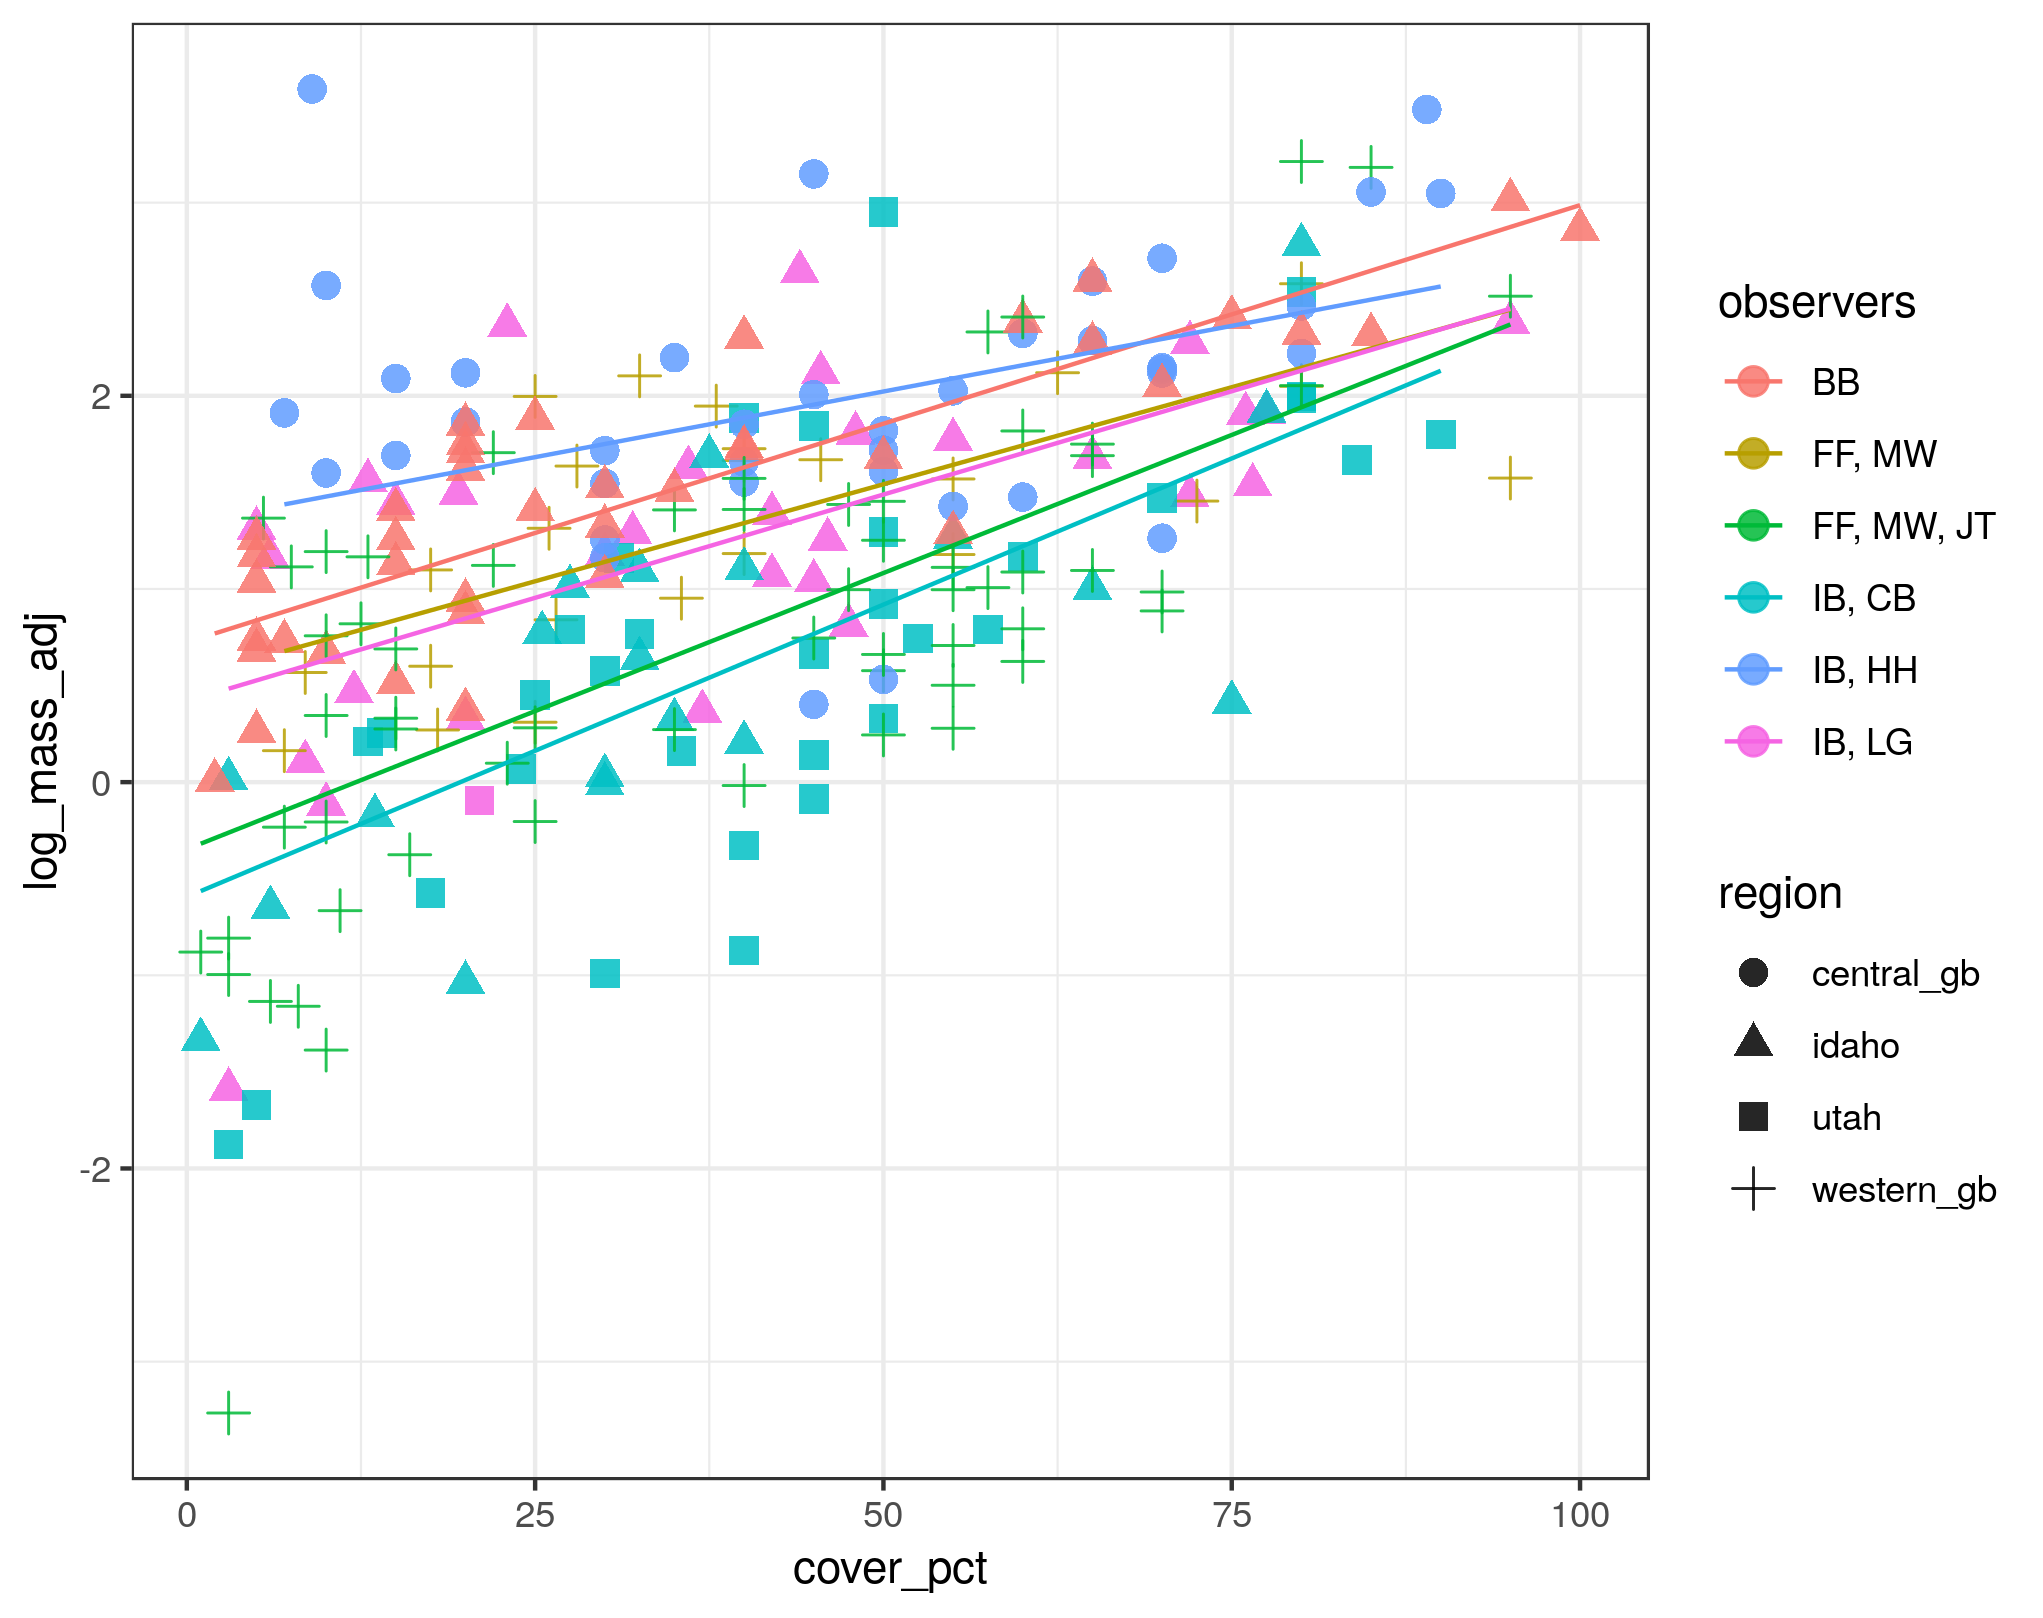 log_mass_adj
2
0
-2
0
25
50
75
100
cover_pct
observers
BB
FF, MW
FF, MW, JT
IB, CB
IB, HH
IB, LG
region
central_gb
idaho
utah
western_gb